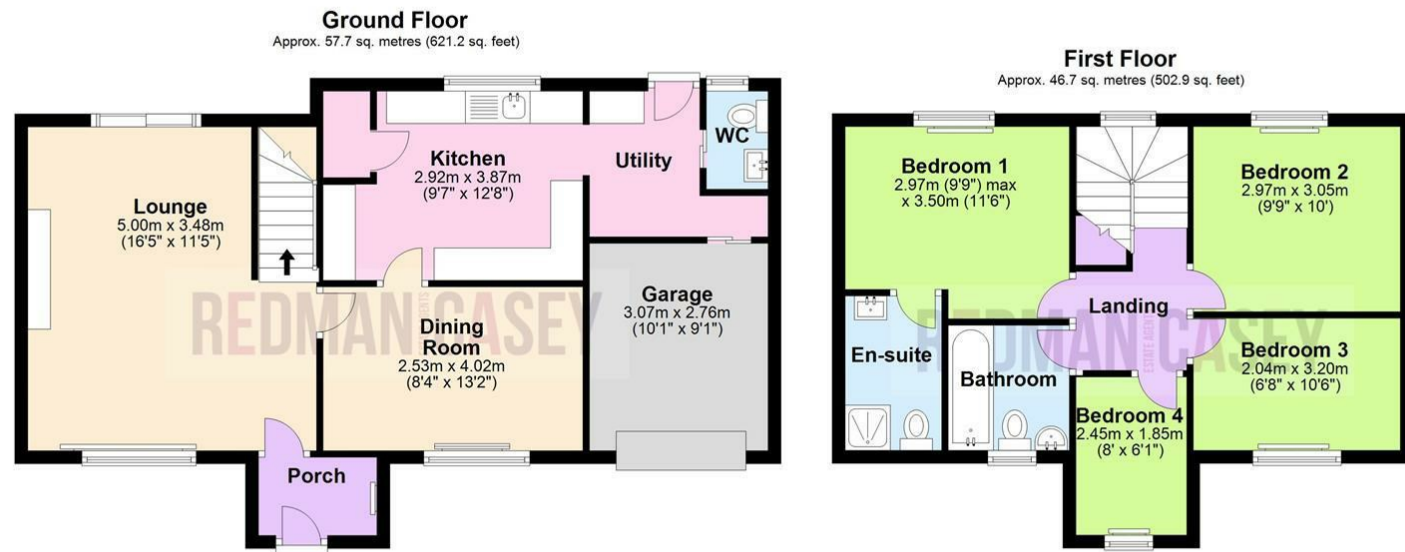 Ground Floor
Approx. 57.7 sq. metres (621.2 sq. feet)
Lounge
5.00m x 3.48m
(16'5" x 11'5")
Kitchen
2.92m x 3.87m
(9'7" x 12'8")
Utility
WC
Dining
Room
2.53m x 4.02m
(8'4" x 13'2")
Garage
3.07m x 2.76m
(10'1" x 9'1")
Porch
REDMAN CASEY
First Floor
Approx. 46.7 sq. metres (502.9 sq. feet)
Bedroom 1
2.97m (9'9") max
x 3.50m (11'6")
Bedroom 2
2.97m x 3.05m
(9'9" x 10')
Landing
En-suite
Bathroom
Bedroom 3
2.04m x 3.20m
(6'8" x 10'6")
Bedroom 4
2.45m x 1.85m
(8' x 6'1")
REDMAN CASEY
ESTATE AGENTS